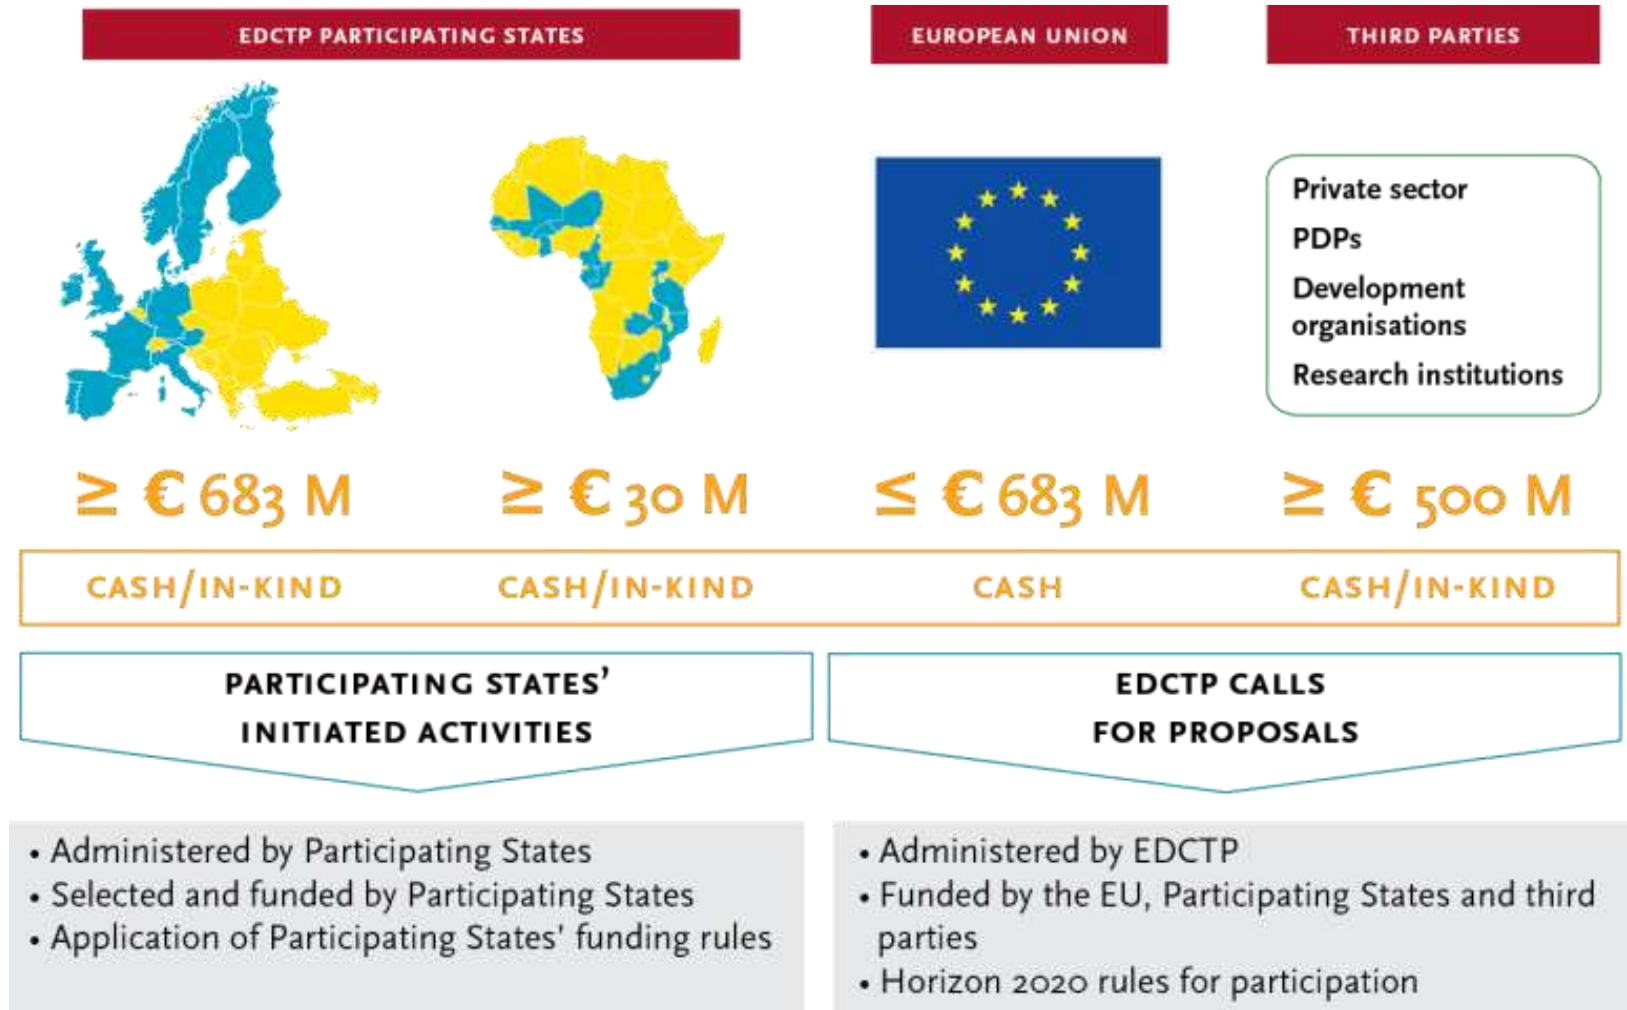 EDCTP PARTICIPATING STATES
EUROPEAN UNION
THIRD PARTIES
Private sector
PDPs
Development
organisations
Research institutions
≥ € 683 M
≥ € 30 M
≤ € 683 M
≥ € 500 M
CASH/IN-KIND
CASH/IN-KIND
CASH
CASH/IN-KIND
PARTICIPATING STATES’
INITIATED ACTIVITIES
EDCTP CALLS
FOR PROPOSALS
• Administered by Participating States
• Selected and funded by Participating States
• Application of Participating States' funding rules
• Administered by EDCTP
• Funded by the EU, Participating States and third
parties
• Horizon 2020 rules for participation